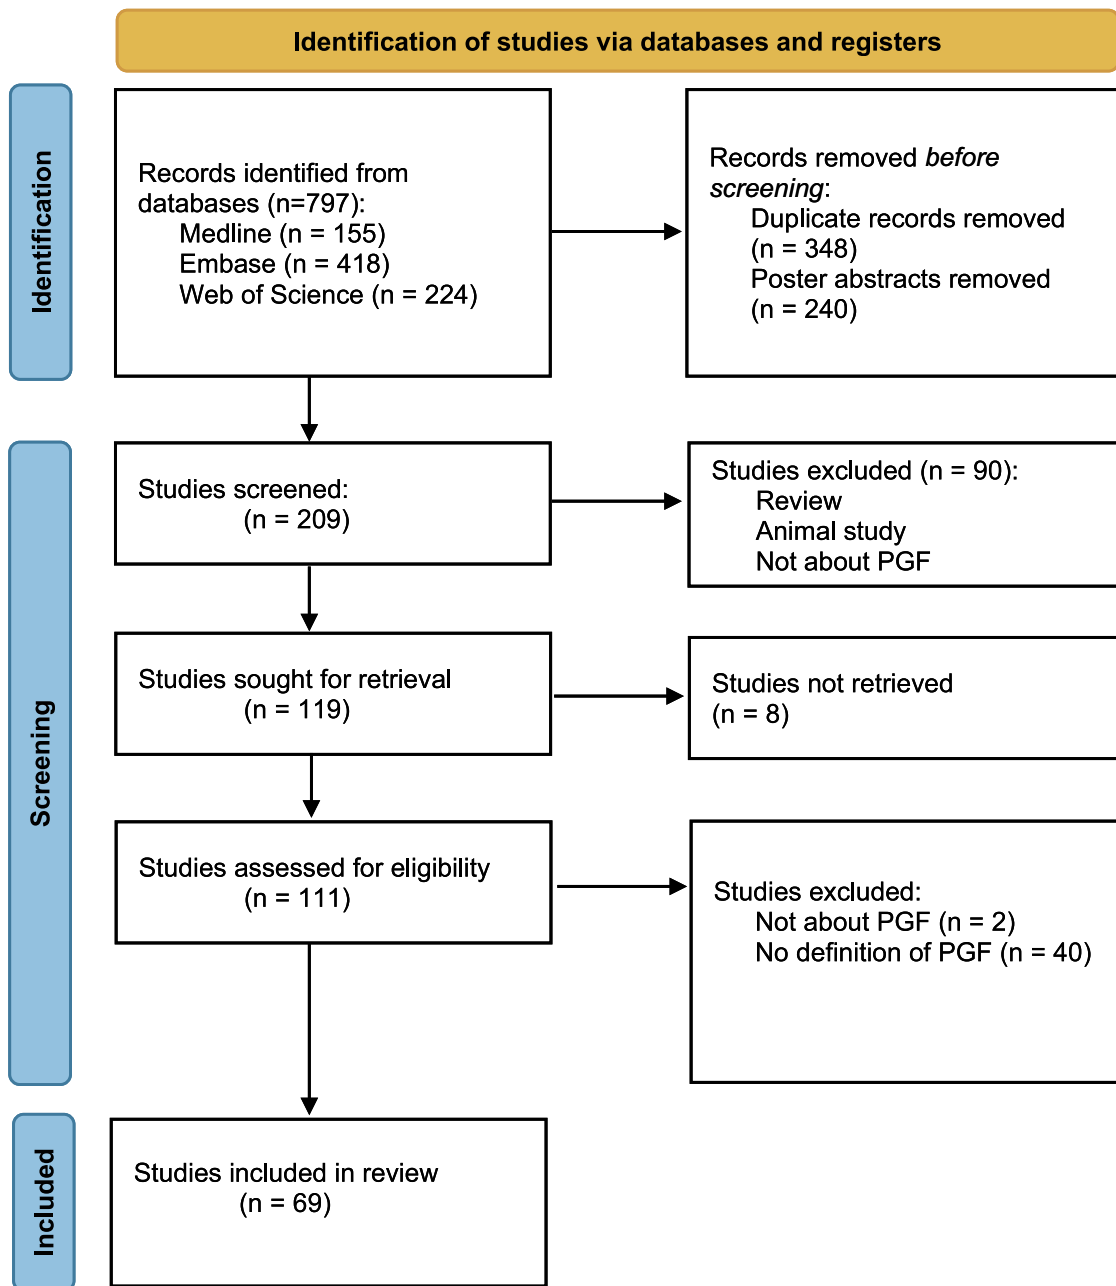 Identification of studies via databases and registers
Identification
Records identified from
databases (n=797):
Medline (n = 155)
Embase (n = 418)
Web of Science (n = 224)
Records removed before
screening:
Duplicate records removed
(n = 348)
Poster abstracts removed
(n = 240)
Screening
Studies screened:
(n = 209)
Studies excluded (n = 90):
Review
Animal study
Not about PGF
Studies sought for retrieval
(n = 119)
Studies not retrieved
(n = 8)
Studies assessed for eligibility
(n = 111)
Studies excluded:
Not about PGF (n = 2)
No definition of PGF (n = 40)
Included
Studies included in review
(n = 69)